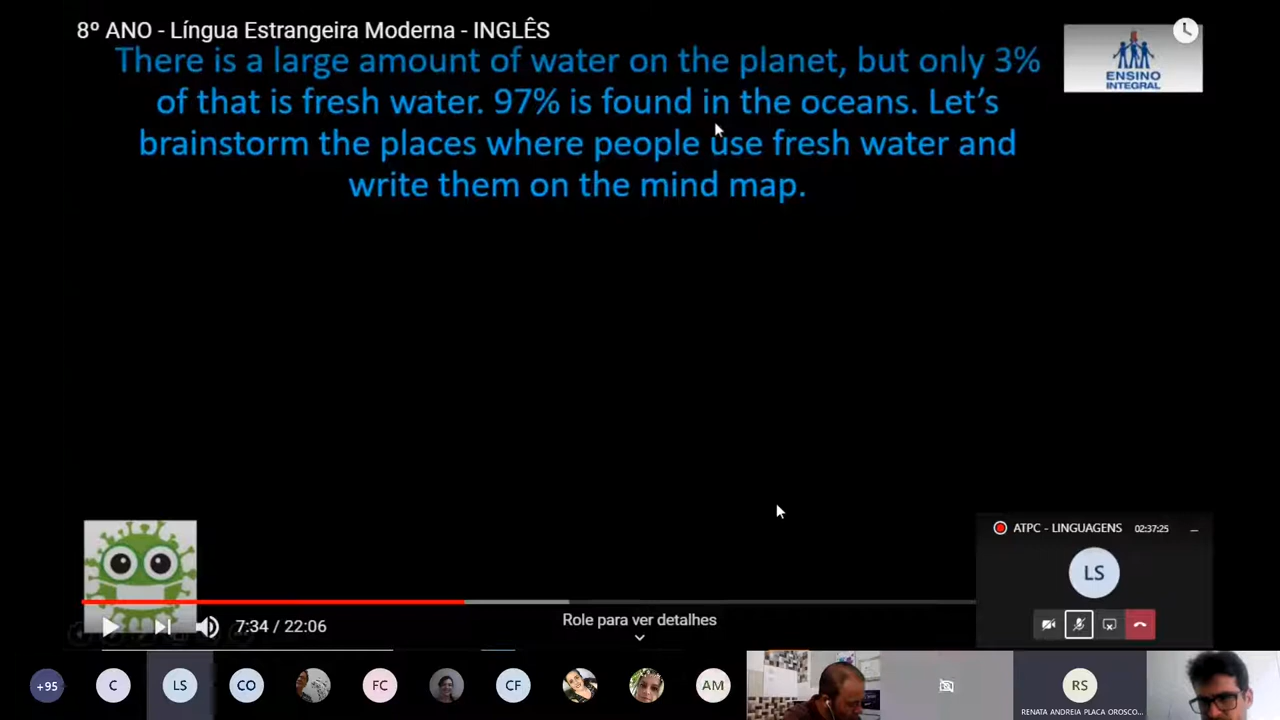 8º ANO - Língua Estrangeira Moderna - INGLÊS
There is a large amount of water on the planet, but only 3%
of that is fresh water. 97% is found in the oceans. Let's
brainstorm the places where people use fresh water and
write them on the mind map.
ENSINO
INTEGRAL
ATPC - LINGUAGENS 02:37:25
LS
7:34 / 22:06
Role para ver detalhes
+95 C LS CO FC CF AM RS
RENATA ANDREIA PLACA OROSCO...